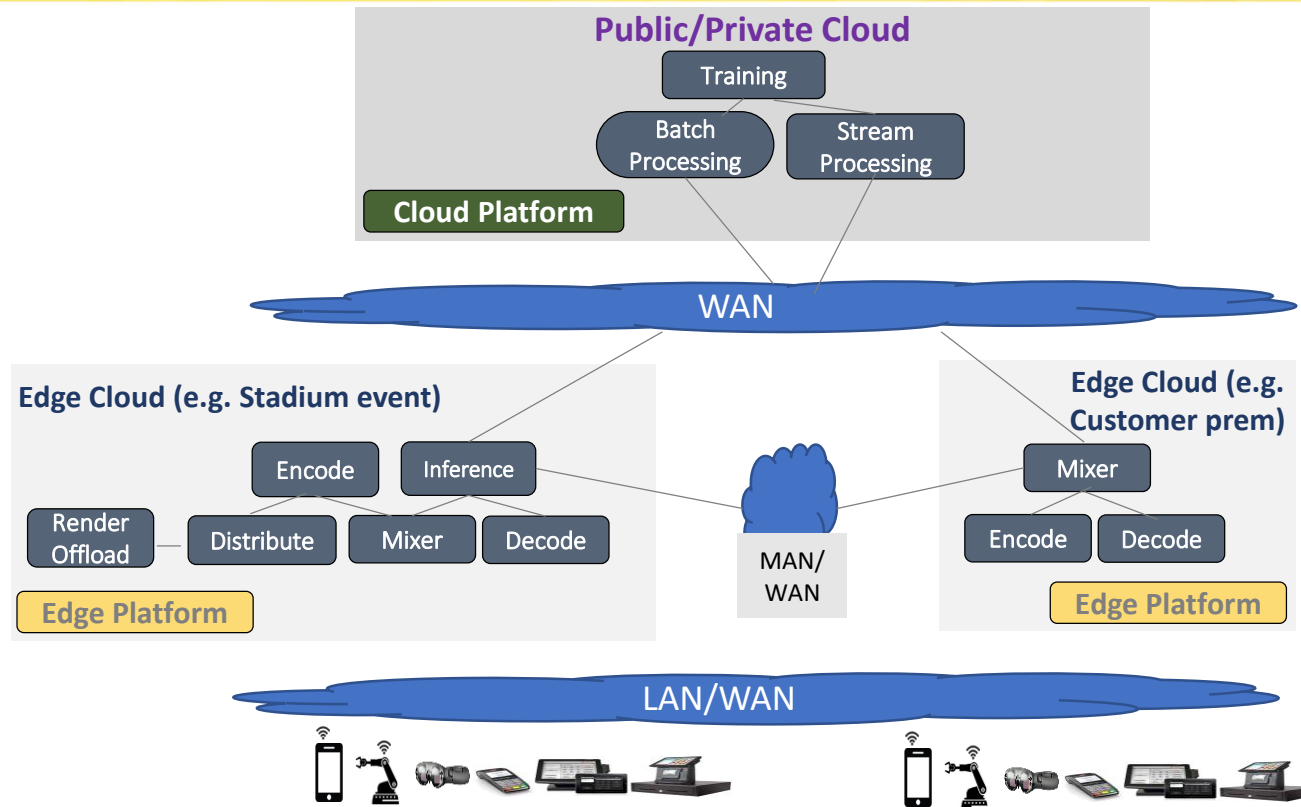 Public/Private Cloud
Training
Batch
Processing
Stream
Processing
Cloud Platform
WAN
Edge Cloud (e.g. Stadium event)
Encode
Inference
Render
Offload
Distribute
Mixer
Decode
Edge Platform
MAN/
WAN
Edge Cloud (e.g.
Customer prem)
Mixer
Encode
Decode
Edge Platform
LAN/WAN